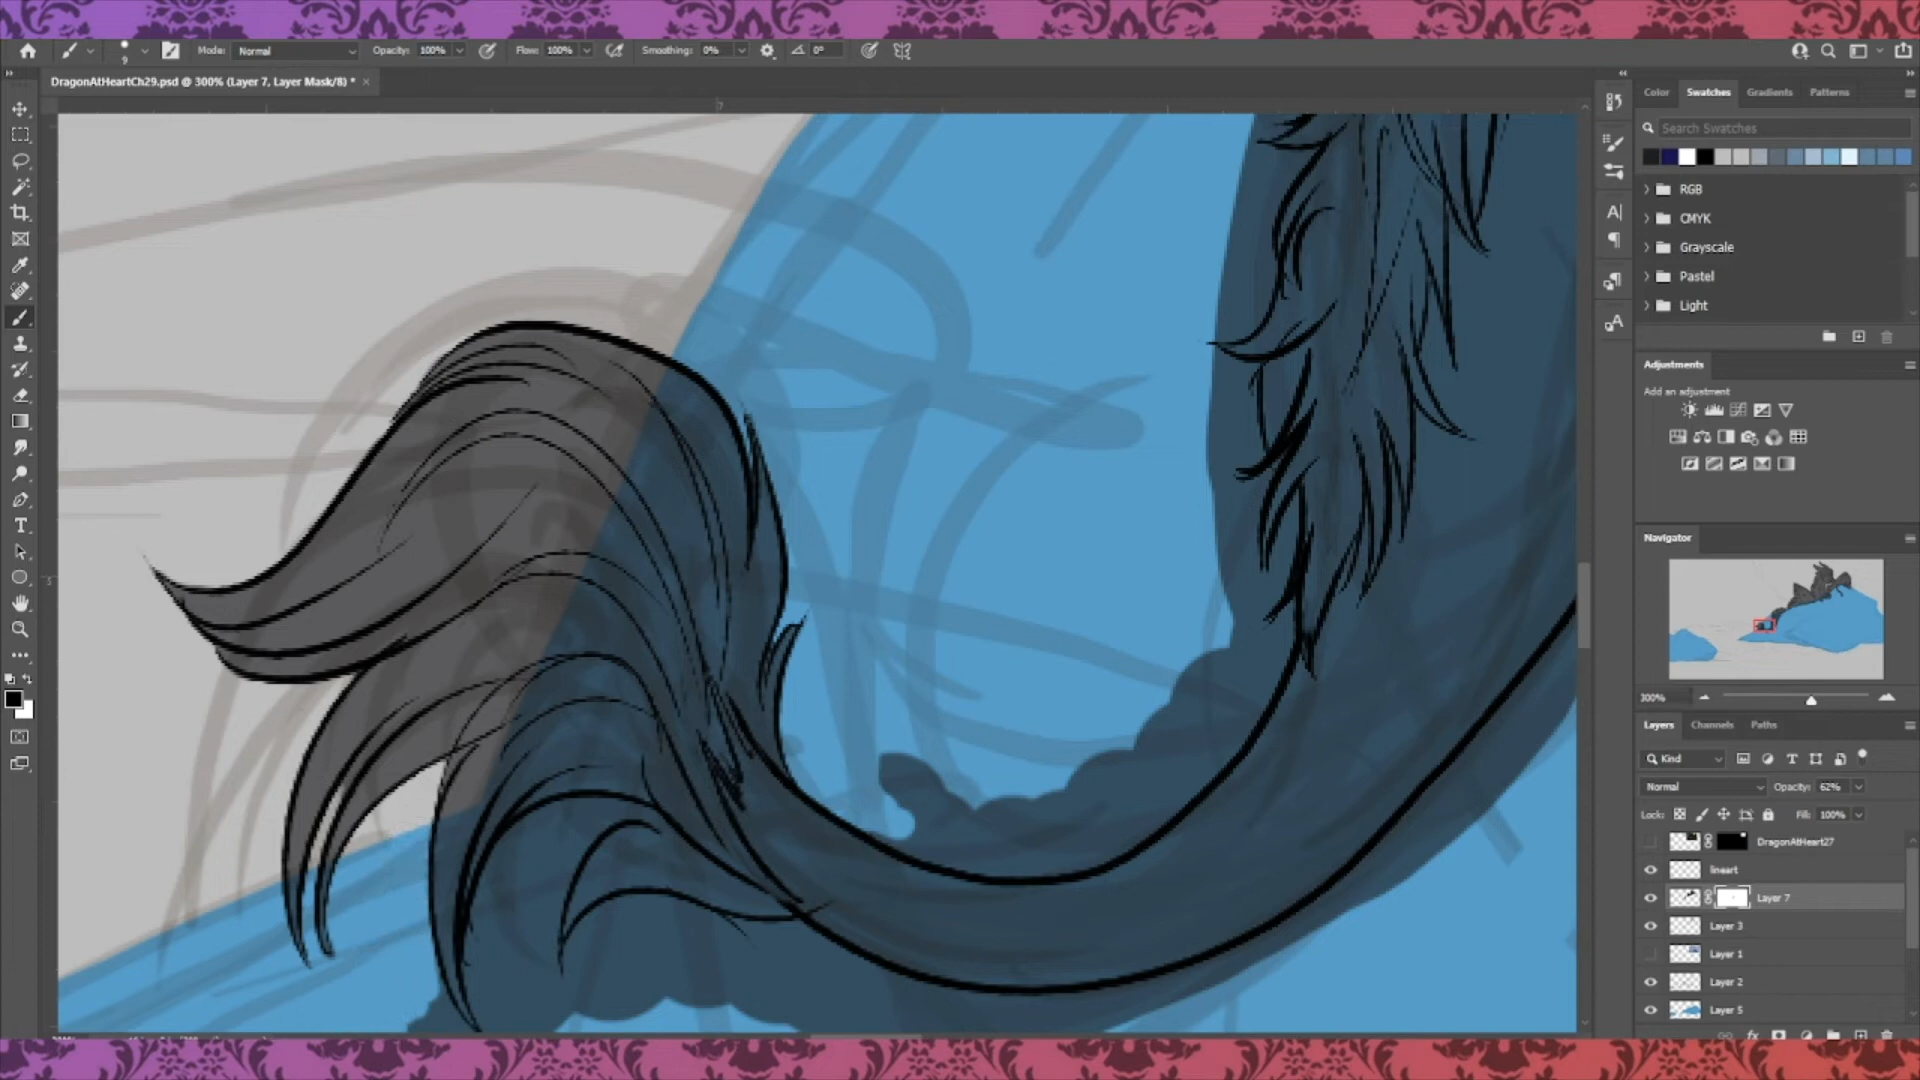 Mode: Normal Opacity: 100% Flow: 100% Smoothing: 0% 0°
9
DragonAtHeartCh29.psd @ 300% (Layer 7, Layer Mask/8) * ×
Color Swatches Gradients Patterns
Search Swatches
RGB
CMYK
Grayscale
Pastel
Light
Adjustments
Add an adjustment
Navigator
300%
Layers Channels Paths
Kind
Normal Opacity: 62%
Lock: Fill: 100%
DragonAtHeart27
lineart
Layer 7
Layer 3
Layer 1
Layer 2
Layer 5